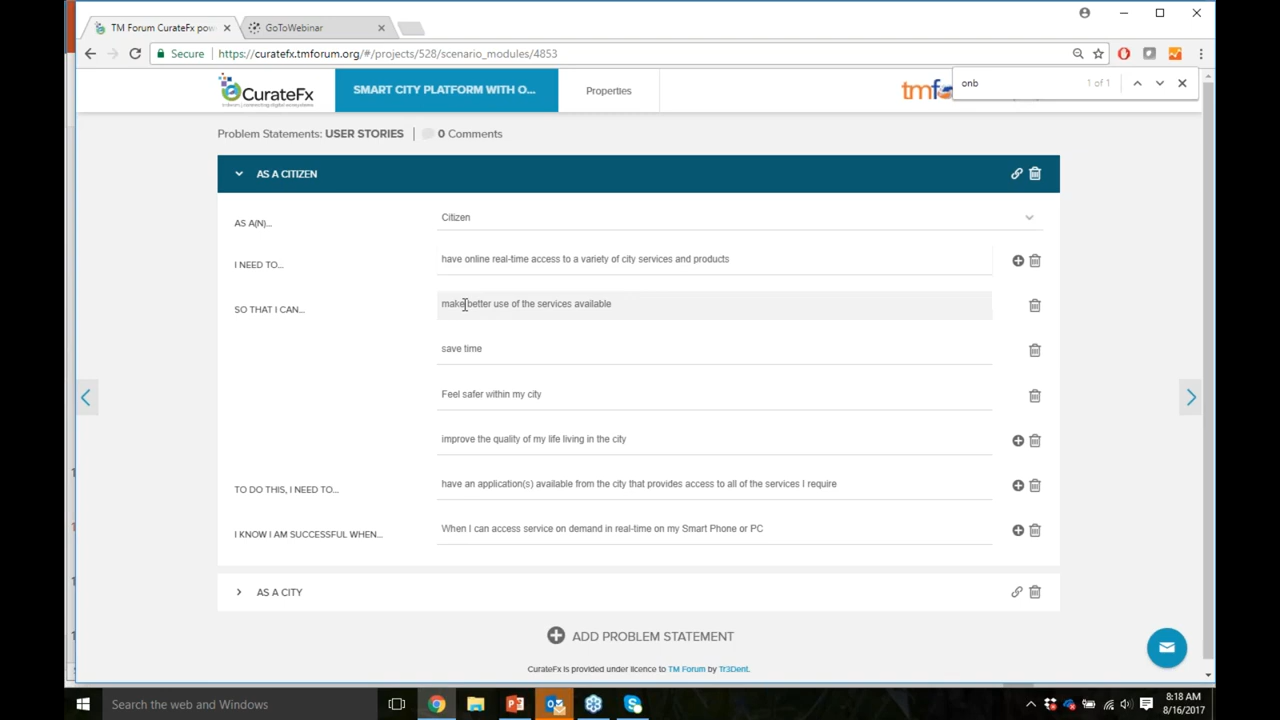 TM Forum CurateFx pow
GoToWebinar
Secure
https://curatefx.tmforum.org/#/projects/528/scenario_modules/4853
onb
1 of 1
CurateFx
SMART CITY PLATFORM WITH O...
Properties
tmfo
Problem Statements: USER STORIES
0 Comments
AS A CITIZEN
AS A(N)...
Citizen
I NEED TO...
have online real-time access to a variety of city services and products
SO THAT I CAN...
make better use of the services available
save time
Feel safer within my city
improve the quality of my life living in the city
TO DO THIS, I NEED TO...
have an application(s) available from the city that provides access to all of the services I require
I KNOW I AM SUCCESSFUL WHEN...
When I can access service on demand in real-time on my Smart Phone or PC
AS A CITY
ADD PROBLEM STATEMENT
CurateFx is provided under licence to TM Forum by Tr3Dent.
Search the web and Windows
8:18 AM
8/16/2017